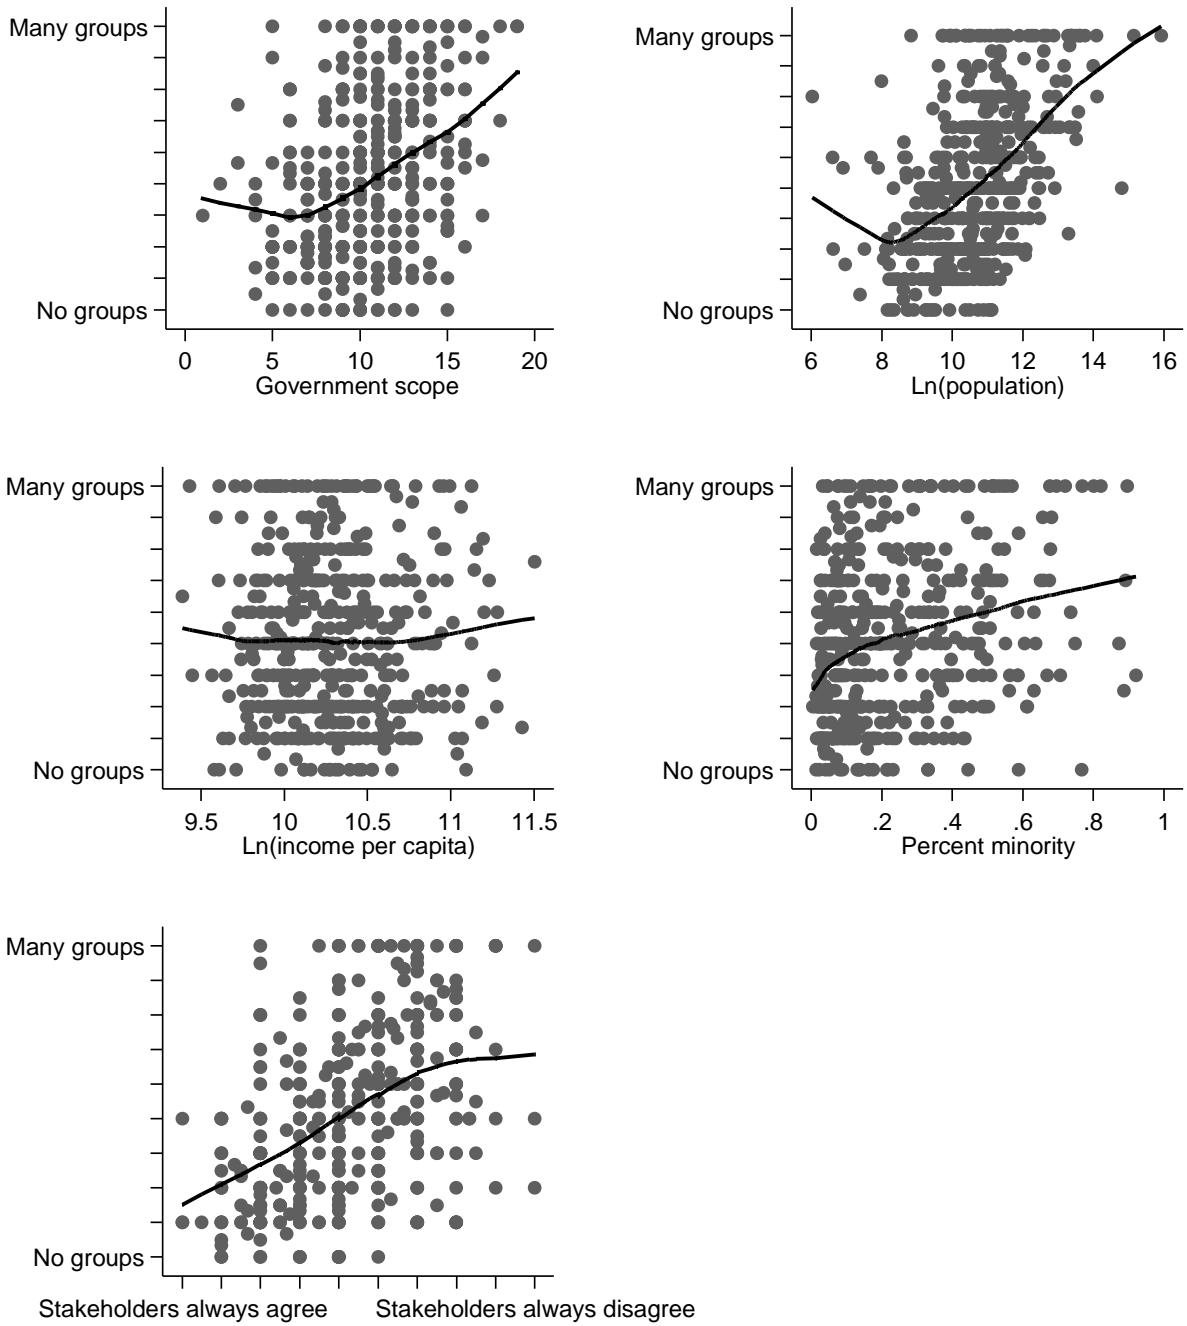 Many groups
No groups
0 5 10 15 20
Government scope
Many groups
No groups
6 8 10 12 14 16
Ln(population)
Many groups
No groups
9.5 10 10.5 11 11.5
Ln(income per capita)
Many groups
No groups
0 .2 .4 .6 .8 1
Percent minority
Many groups
No groups
Stakeholders always agree Stakeholders always disagree